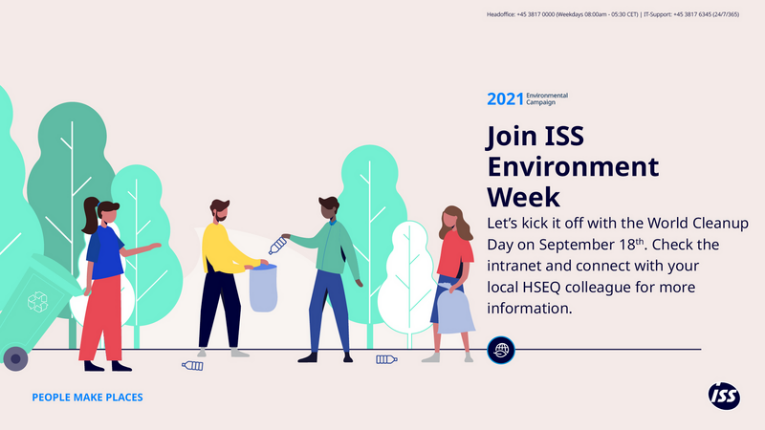 Headoffice: +45 3817 0000 (Weekdays 08:00am - 05:30 CET) | IT-Support: +45 3817 6345 (24/7/365)
2021 Environmental
Campaign
Join ISS
Environment
Week
Let's kick it off with the World Cleanup
Day on September 18th. Check the
intranet and connect with your
local HSEQ colleague for more
information.
PEOPLE MAKE PLACES
ISS